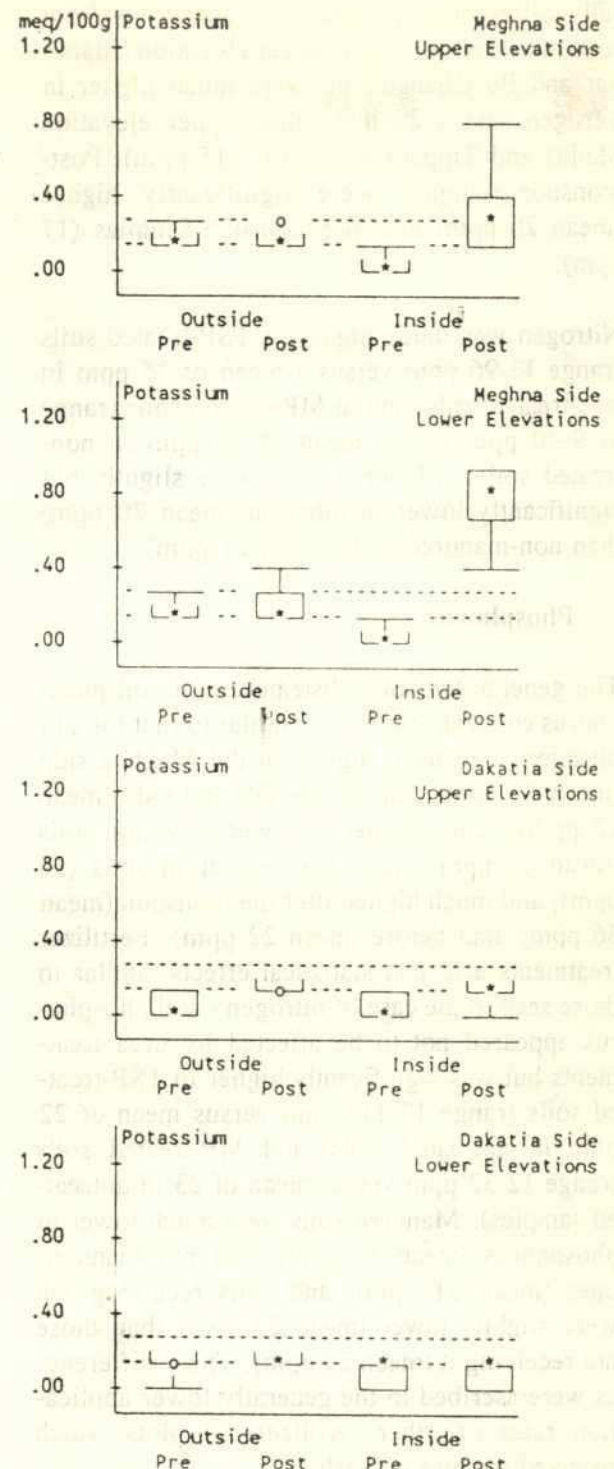 meq/100g Potassium Meghna Side
1.20 Upper Elevations
.80
.40
.00
Outside Inside
Pre Post Pre Post
Potassium Meghna Side
1.20 Lower Elevations
.80
.40
.00
Outside Inside
Pre Post Pre Post
Potassium Dakatia Side
1.20 Upper Elevations
.80
.40
.00
Outside Inside
Pre Post Pre Post
Potassium Dakatia Side
1.20 Lower Elevations
.80
.40
.00
Outside Inside
Pre Post Pre Post